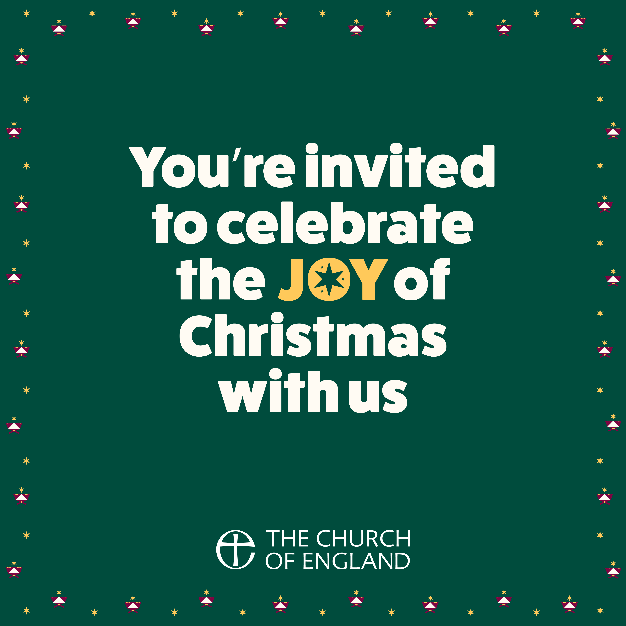 You're invited
to celebrate
the JOY of
Christmas
with us
THE CHURCH
OF ENGLAND